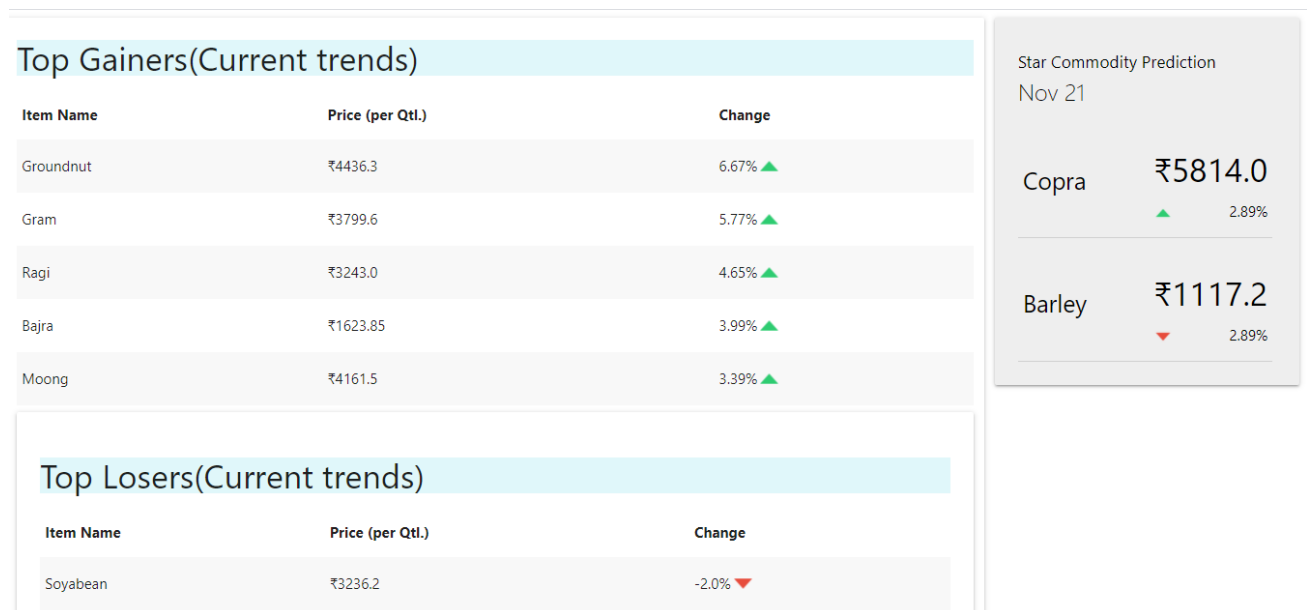 Top Gainers(Current trends)
Item Name Price (per Qtl.) Change
Groundnut ₹4436.3 6.67%
Gram ₹3799.6 5.77%
Ragi ₹3243.0 4.65%
Bajra ₹1623.85 3.99%
Moong ₹4161.5 3.39%
Top Losers(Current trends)
Item Name Price (per Qtl.) Change
Soyabean ₹3236.2 -2.0%
Star Commodity Prediction
Nov 21
Copra ₹5814.0
2.89%
Barley ₹1117.2
2.89%